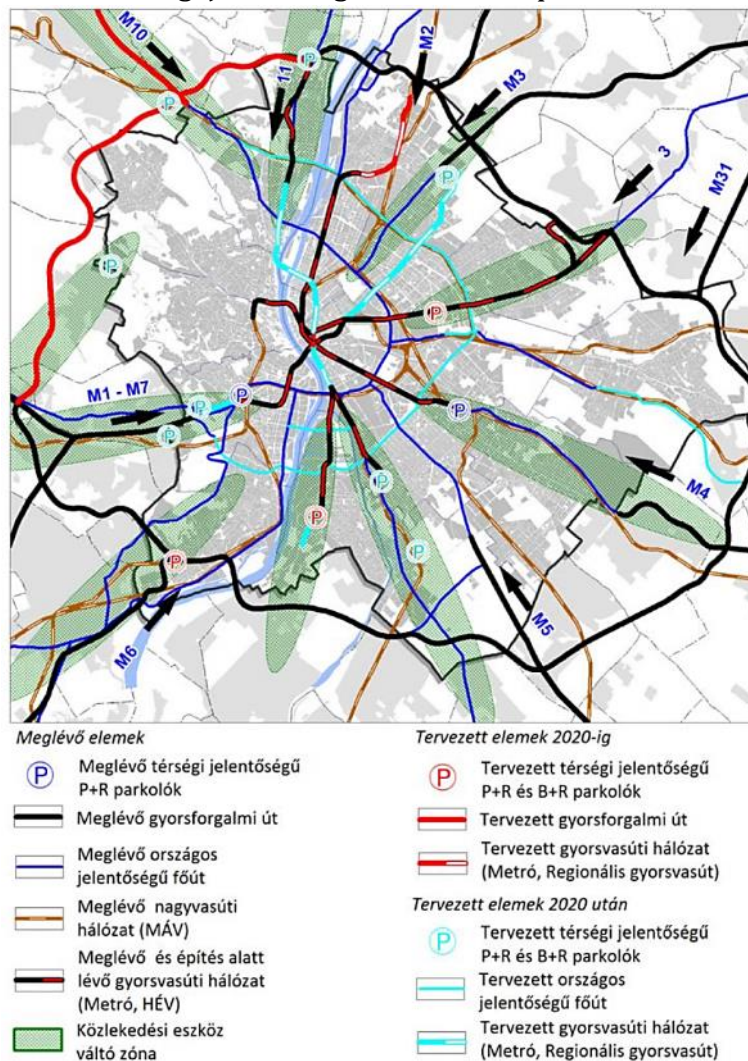 M10
11
M2
M3
3
M31
M1 - M7
M4
M5
M6
P
P
P
P
P
P
P
P
P
P
P
P
P
P
Meglévő elemek
P
Meglévő térségi jelentőségű
P+R parkolók
Meglévő gyorsforgalmi út
Meglévő országos
jelentőségű főút
Meglévő nagyvasúti
hálózat (MÁV)
Meglévő és építés alatt
lévő gyorsvasúti hálózat
(Metró, HÉV)
Közlekedési eszköz
váltó zóna
Tervezett elemek 2020-ig
P
Tervezett térségi jelentőségű
P+R és B+R parkolók
Tervezett gyorsforgalmi út
Tervezett gyorsvasúti hálózat
(Metró, Regionális gyorsvasút)
Tervezett elemek 2020 után
P
Tervezett térségi jelentőségű
P+R és B+R parkolók
Tervezett országos
jelentőségű főút
Tervezett gyorsvasúti hálózat
(Metró, Regionális gyorsvasút)